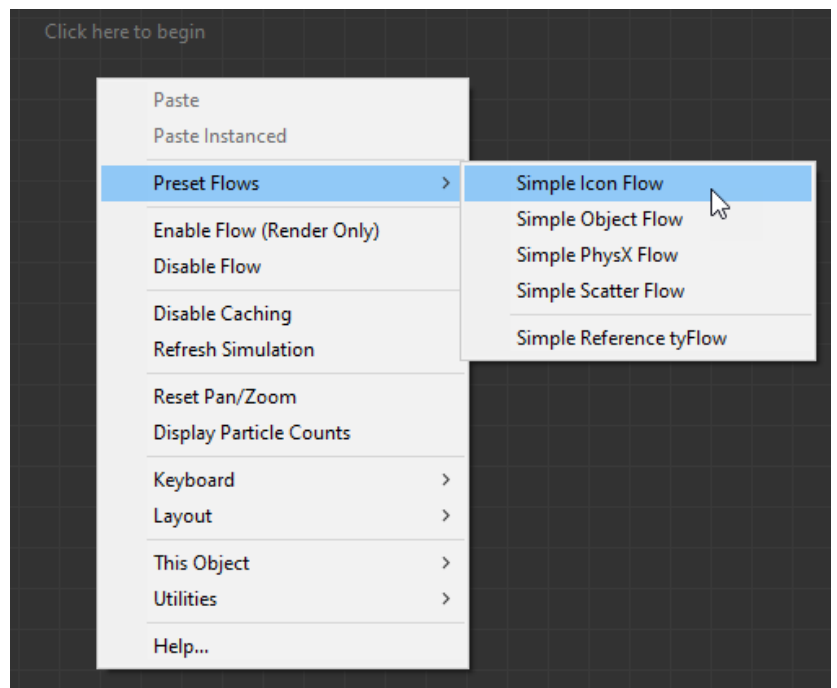 Click here to begin
Paste
Paste Instanced
Preset Flows
Enable Flow (Render Only)
Disable Flow
Disable Caching
Refresh Simulation
Reset Pan/Zoom
Display Particle Counts
Keyboard
Layout
This Object
Utilities
Help...
Simple Icon Flow
Simple Object Flow
Simple PhysX Flow
Simple Scatter Flow
Simple Reference tyFlow